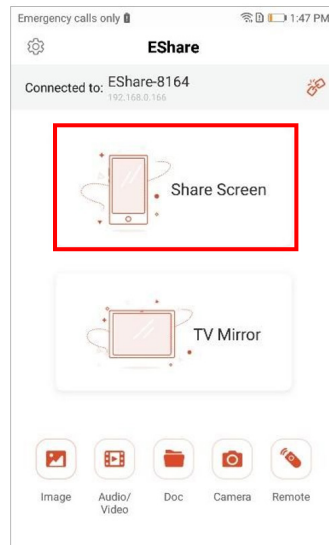 Emergency calls only 1:47 PM
EShare
Connected to: EShare-8164
192.168.0.166
Share Screen
TV Mirror
Image Audio/Video Doc Camera Remote